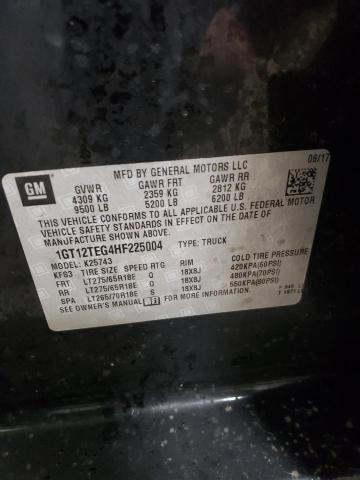 GM
MFD BY GENERAL MOTORS LLC
06/17
GVWR GAWR FRT GAWR RR
4309 KG 2359 KG 2812 KG
9500 LB 5200 LB 6200 LB
THIS VEHICLE CONFORMS TO ALL APPLICABLE U.S. FEDERAL MOTOR
VEHICLE SAFETY STANDARDS IN EFFECT ON THE DATE OF
MANUFACTURE SHOWN ABOVE.
1GT12TEG4HF225004 TYPE: TRUCK
MODEL: K25743
KFG3 TIRE SIZE SPEED RTG RIM COLD TIRE PRESSURE
FRT LT275/65R18E Q 18X8J 420KPA(60PSI)
RR LT275/65R18E Q 18X8J 480KPA(70PSI)
SPA LT265/70R18E S 18X8J 550KPA(80PSI)
SEE OWNER'S MANUAL FOR MORE INFORMATION.